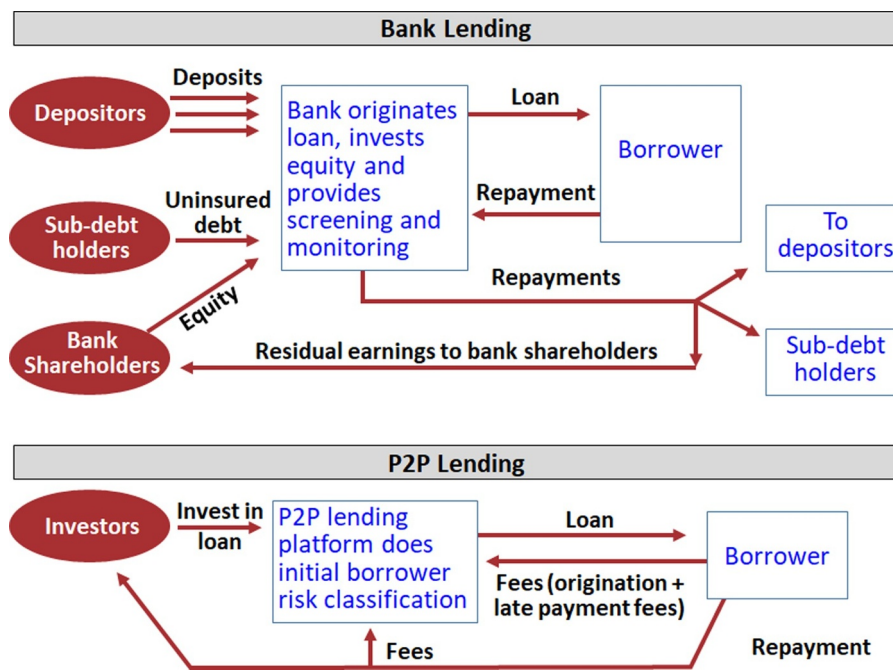 Bank Lending
Deposits
Depositors
Bank originates
loan, invests
equity and
provides
screening and
monitoring
Loan
Borrower
Repayment
Uninsured
debt
Sub-debt
holders
To
depositors
Repayments
Equity
Bank
Shareholders
Residual earnings to bank shareholders
Sub-debt
holders
P2P Lending
Investors
Invest in
loan
P2P lending
platform does
initial borrower
risk classification
Loan
Borrower
Fees (origination +
late payment fees)
Fees
Repayment